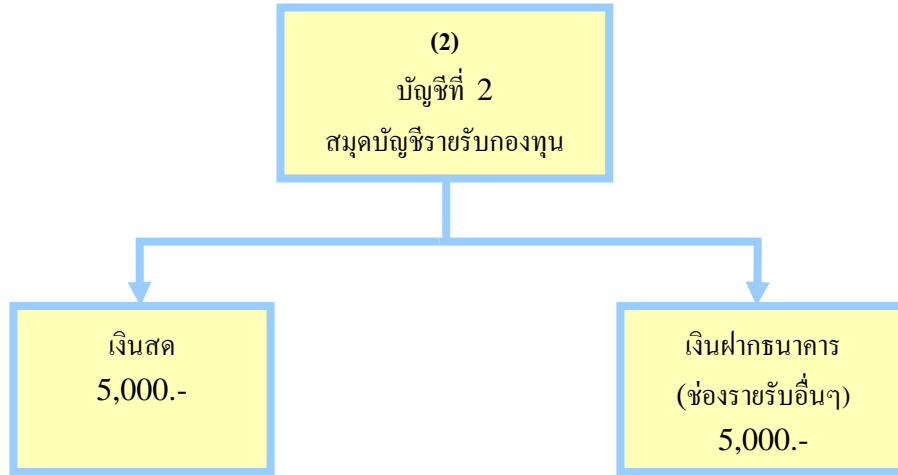 (2)
บัญชีที่ 2
สมุดบัญชีรายรับกองทุน
เงินสด
5,000.-
เงินฝากธนาคาร
(ช่องรายรับอื่นๆ)
5,000.-